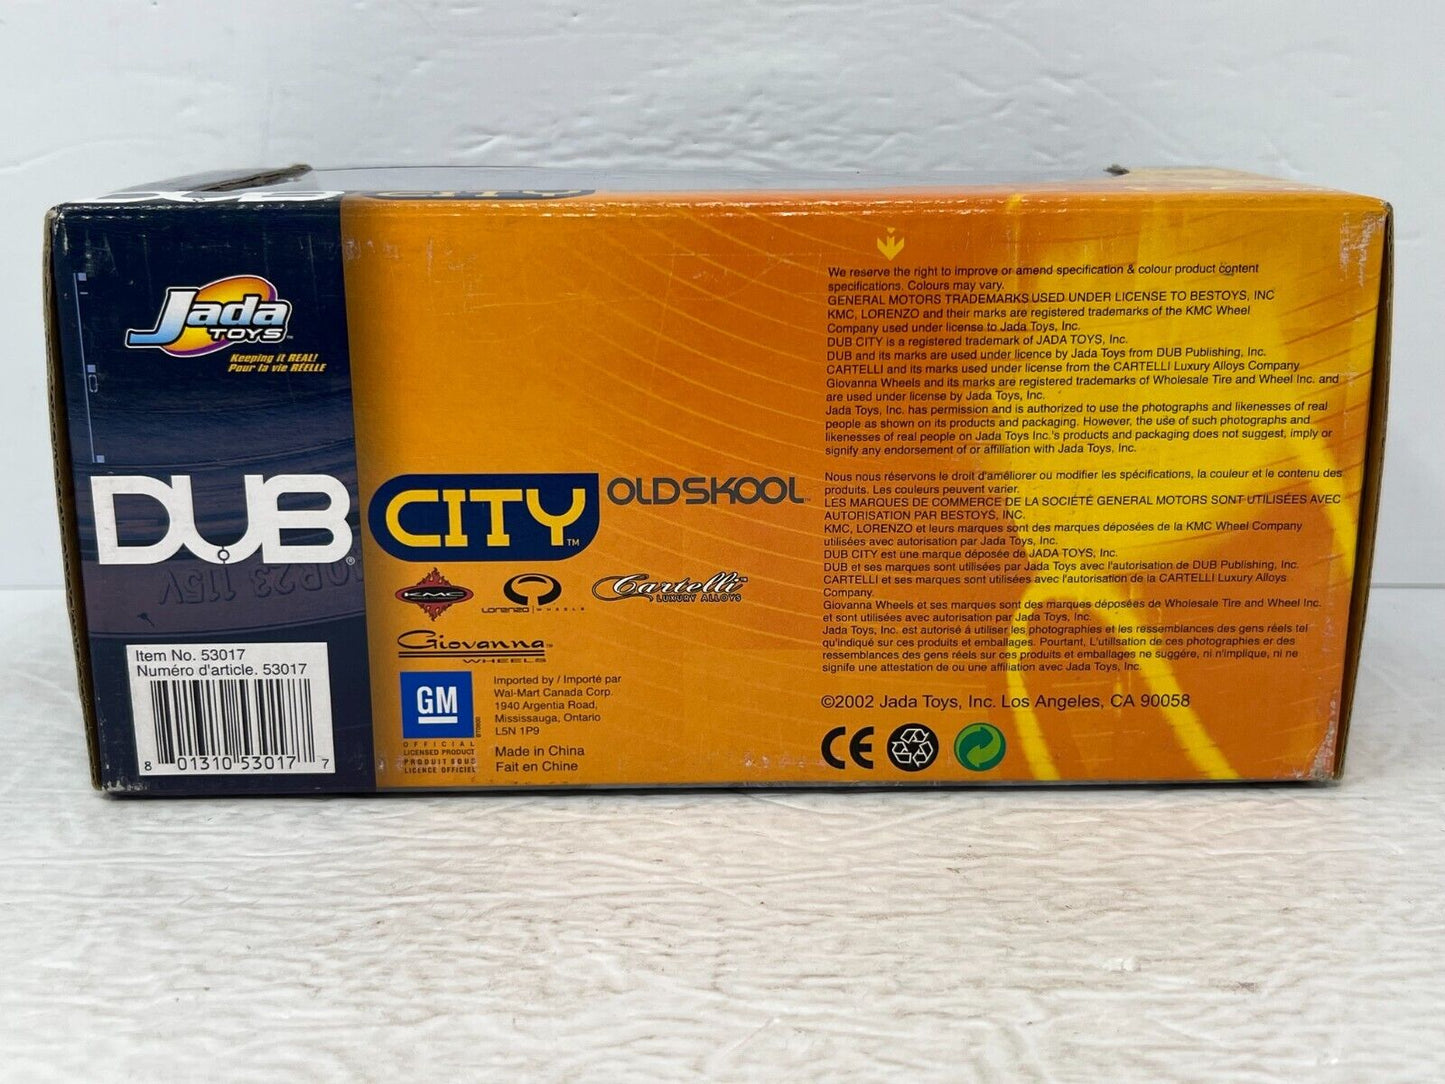 DUB CITY
Jada
TOYS™
Keeping it REAL!
Pour la vie RÉELLE
DUB®
CITY™
OLDSKOOL™
KMC
LORENZO | WHEELS
Cartelli™
LUXURY ALLOYS
Giovanna™
WHEELS
Item No. 53017
Numéro d'article. 53017
8 01310 53017 7
GM
OFFICIAL
LICENSED PRODUCT
PRODUIT SOUS
LICENCE OFFICIEL
Imported by / Importé par
Wal-Mart Canada Corp.
1940 Argentia Road,
Mississauga, Ontario
L5N 1P9
Made in China
Fait en Chine
We reserve the right to improve or amend specification & colour product content
specifications. Colours may vary.
GENERAL MOTORS TRADEMARKS USED UNDER LICENSE TO BESTOYS, INC
KMC, LORENZO and their marks are registered trademarks of the KMC Wheel
Company used under license to Jada Toys, Inc.
DUB CITY is a registered trademark of JADA TOYS, Inc.
DUB and its marks are used under licence by Jada Toys from DUB Publishing, Inc.
CARTELLI and its marks used under license from the CARTELLI Luxury Alloys Company
Giovanna Wheels and its marks are registered trademarks of Wholesale Tire and Wheel Inc. and
are used under license by Jada Toys, Inc.
Jada Toys, Inc. has permission and is authorized to use the photographs and likenesses of real
people as shown on its products and packaging. However, the use of such photographs and
likenesses of real people on Jada Toys Inc.'s products and packaging does not suggest, imply or
signify any endorsement of or affiliation with Jada Toys, Inc.
Nous nous réservons le droit d'améliorer ou modifier les spécifications, la couleur et le contenu des
produits. Les couleurs peuvent varier.
LES MARQUES DE COMMERCE DE LA SOCIÉTÉ GENERAL MOTORS SONT UTILISÉES AVEC
AUTORISATION PAR BESTOYS, INC.
KMC, LORENZO et leurs marques sont des marques déposées de la KMC Wheel Company
utilisées avec autorisation par Jada Toys, Inc.
DUB CITY est une marque déposée de JADA TOYS, Inc.
DUB et ses marques sont utilisées par Jada Toys avec l'autorisation de DUB Publishing, Inc.
CARTELLI et ses marques sont utilisées avec l'autorisation de la CARTELLI Luxury Alloys
Company.
Giovanna Wheels et ses marques sont des marques déposées de Wholesale Tire and Wheel Inc.
et sont utilisées avec autorisation par Jada Toys, Inc.
Jada Toys, Inc. est autorisé à utiliser les photographies et les ressemblances des gens réels tel
qu'indiqué sur ces produits et emballages. Pourtant, L'utilisation de ces photographies et des
ressemblances des gens réels sur ces produits et emballages ne suggére, ni n'implique, ni ne
signifie une attestation de ou une affiliation avec Jada Toys, Inc.
©2002 Jada Toys, Inc. Los Angeles, CA 90058
CE